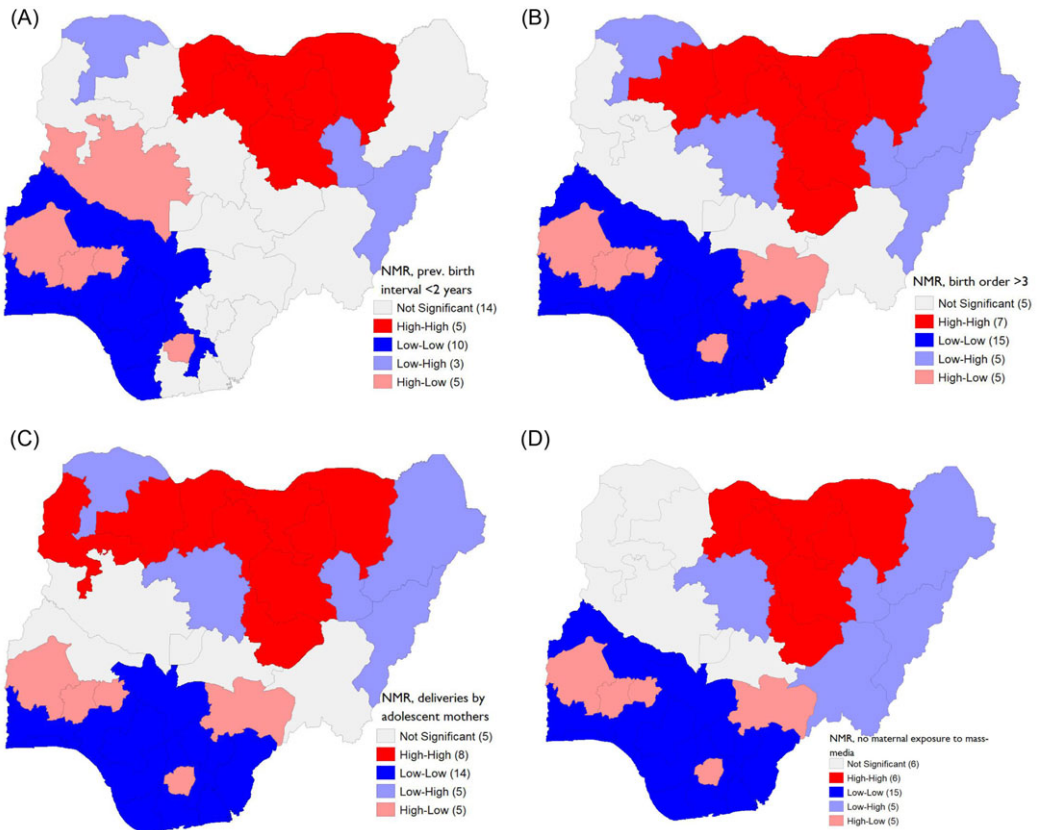 (A)
NMR, prev. birth
interval <2 years
Not Significant (14)
High-High (5)
Low-Low (10)
Low-High (3)
High-Low (5)
(B)
NMR, birth order >3
Not Significant (5)
High-High (7)
Low-Low (15)
Low-High (5)
High-Low (5)
(C)
NMR, deliveries by
adolescent mothers
Not Significant (5)
High-High (8)
Low-Low (14)
Low-High (5)
High-Low (5)
(D)
NMR, no maternal exposure to mass-
media
Not Significant (6)
High-High (6)
Low-Low (15)
Low-High (5)
High-Low (5)